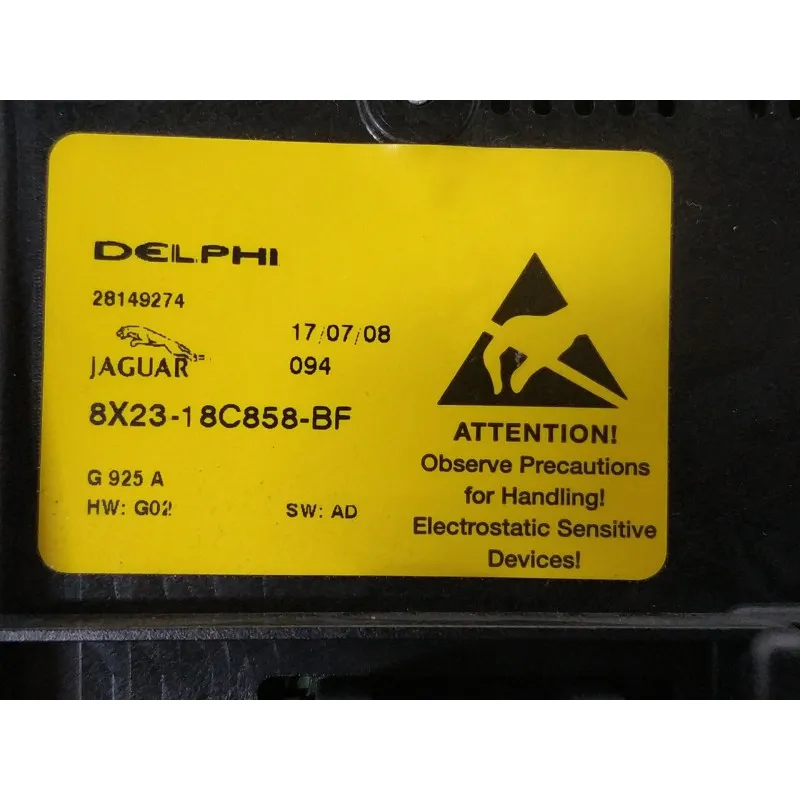 DELPHI
28149274
17/07/08
JAGUAR
094
8X23-18C858-BF
G 925 A
HW: G02
SW: AD
ATTENTION!
Observe Precautions
for Handling!
Electrostatic Sensitive
Devices!